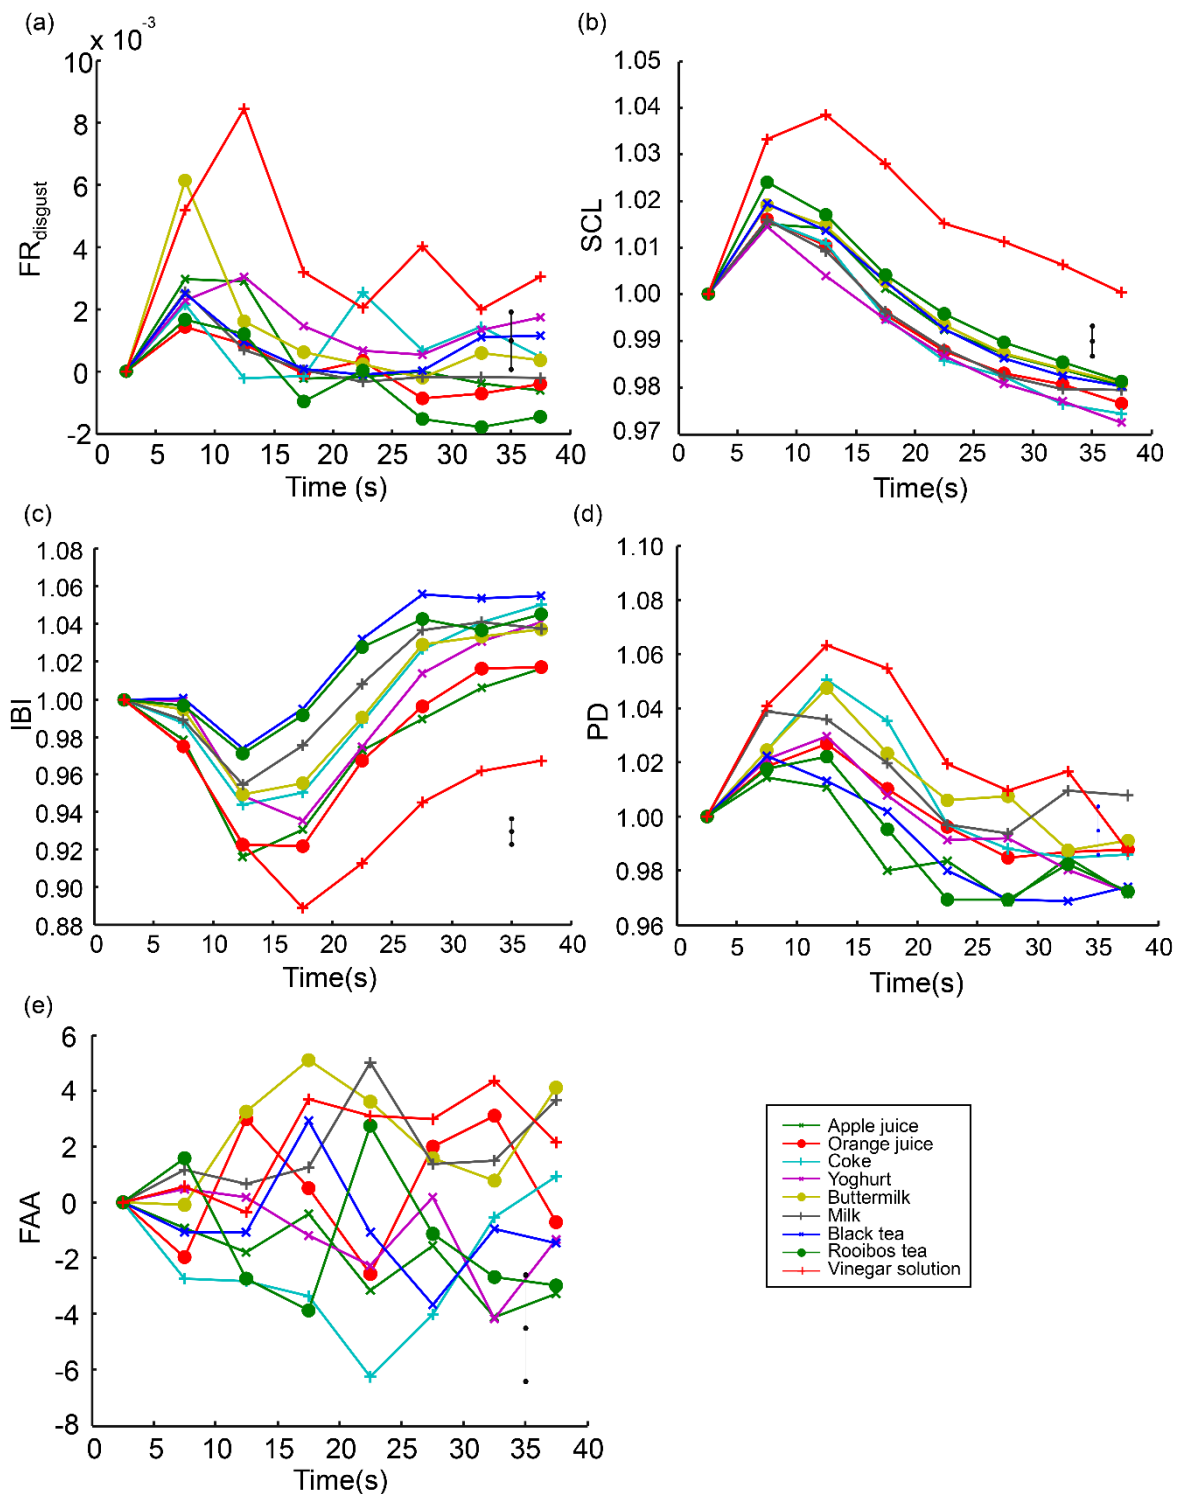 (a)
× 10⁻³
10
8
6
4
2
0
-2
FRdisgust
0 5 10 15 20 25 30 35 40
Time (s)
(b)
1.05
1.04
1.03
1.02
1.01
1.00
0.99
0.98
0.97
SCL
0 5 10 15 20 25 30 35 40
Time(s)
(c)
1.08
1.06
1.04
1.02
1.00
0.98
0.96
0.94
0.92
0.90
0.88
IBI
0 5 10 15 20 25 30 35 40
Time(s)
(d)
1.10
1.08
1.06
1.04
1.02
1.00
0.98
0.96
PD
0 5 10 15 20 25 30 35 40
Time(s)
(e)
6
4
2
0
-2
-4
-6
-8
FAA
0 5 10 15 20 25 30 35 40
Time(s)
Apple juice
Orange juice
Coke
Yoghurt
Buttermilk
Milk
Black tea
Rooibos tea
Vinegar solution